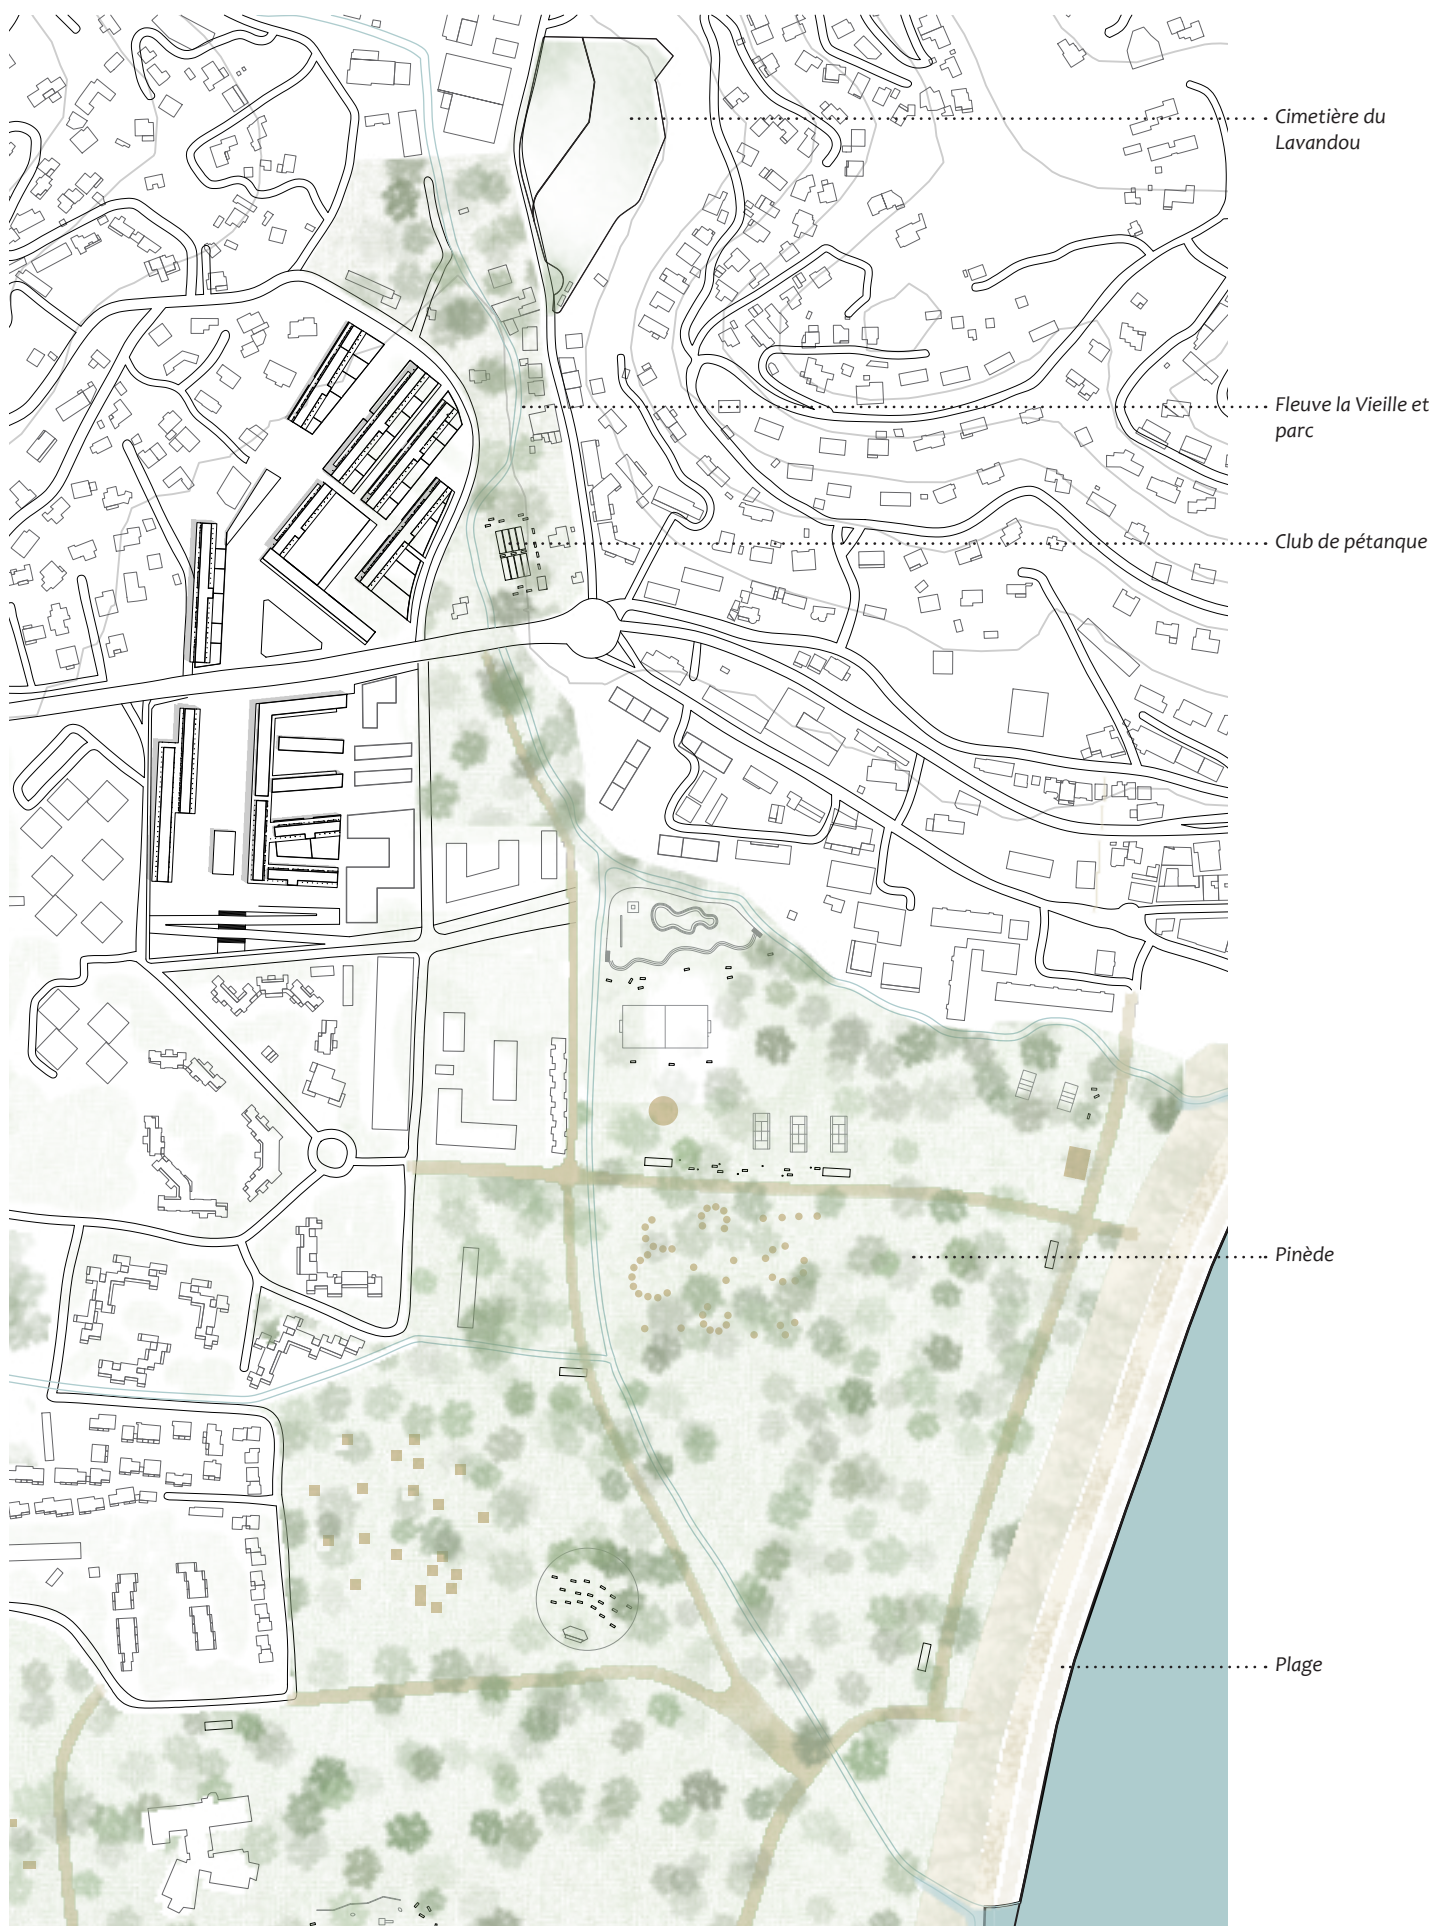 Cimetière du
Lavandou
Fleuve la Vieille et
parc
Club de pétanque
Pinède
Plage